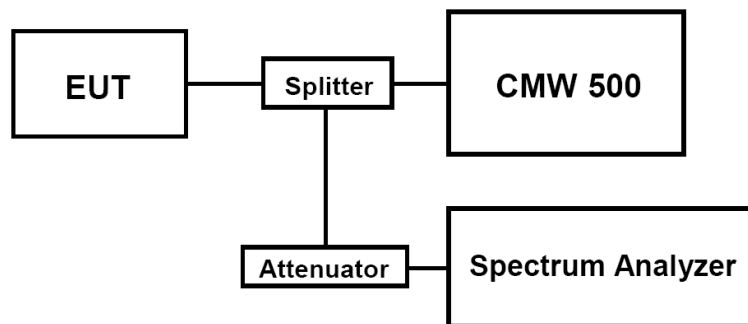 EUT
Splitter
CMW 500
Attenuator
Spectrum Analyzer